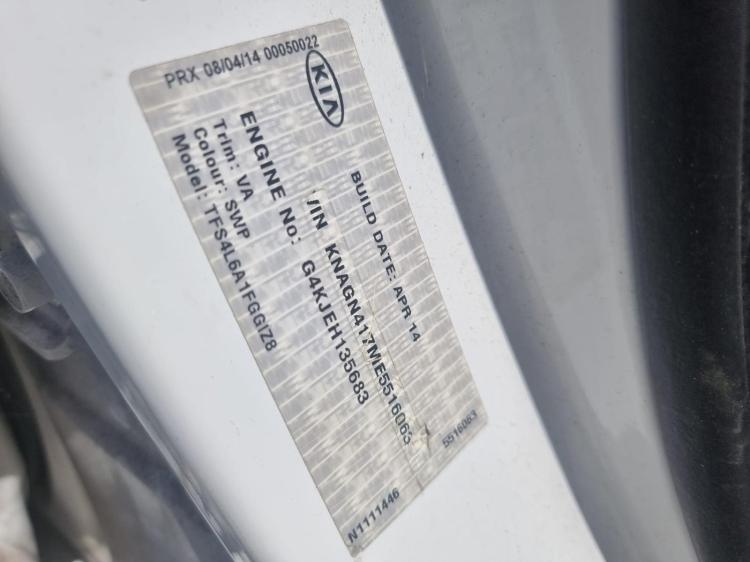 PRX 08/04/14 00050022
KIA
BUILD DATE: APR 14
VIN KNAGN417ME5516063
ENGINE No: G4KJEH135683
Trim: VA
Colour: SWP
Model: TFS4L6A1FGGIZ8
5516063
N1111446